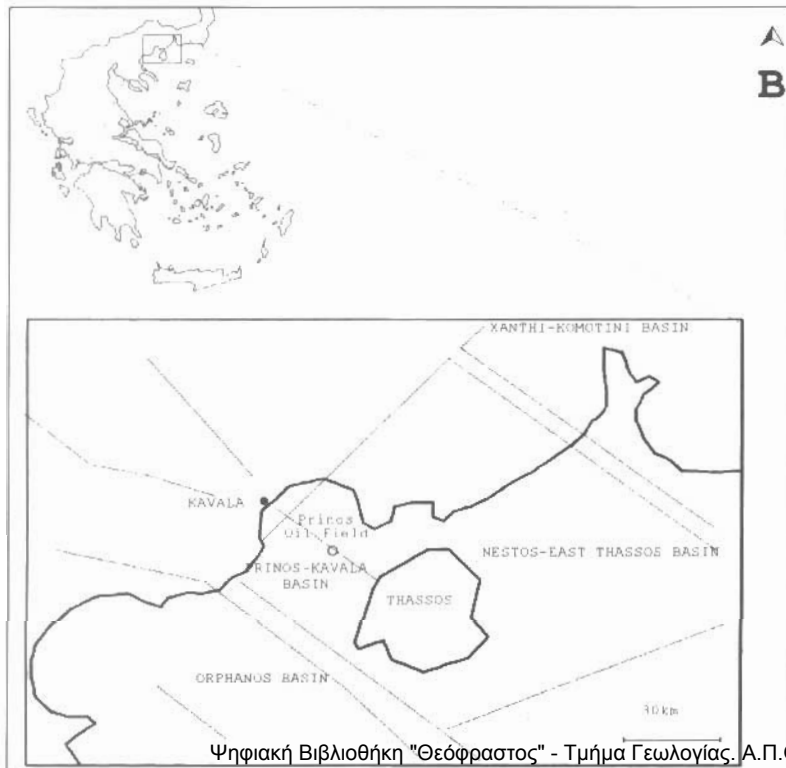 B
XANTHI-KOMOTINI BASIN
KAVALA
Prinos
Oil Field
NESTOS-EAST THASSOS BASIN
PRINOS-KAVALA
BASIN
THASSOS
ORPHANOS BASIN
30km
Ψηφιακή Βιβλιοθήκη "Θεόφραστος" - Τμήμα Γεωλογίας. Α.Π.Θ